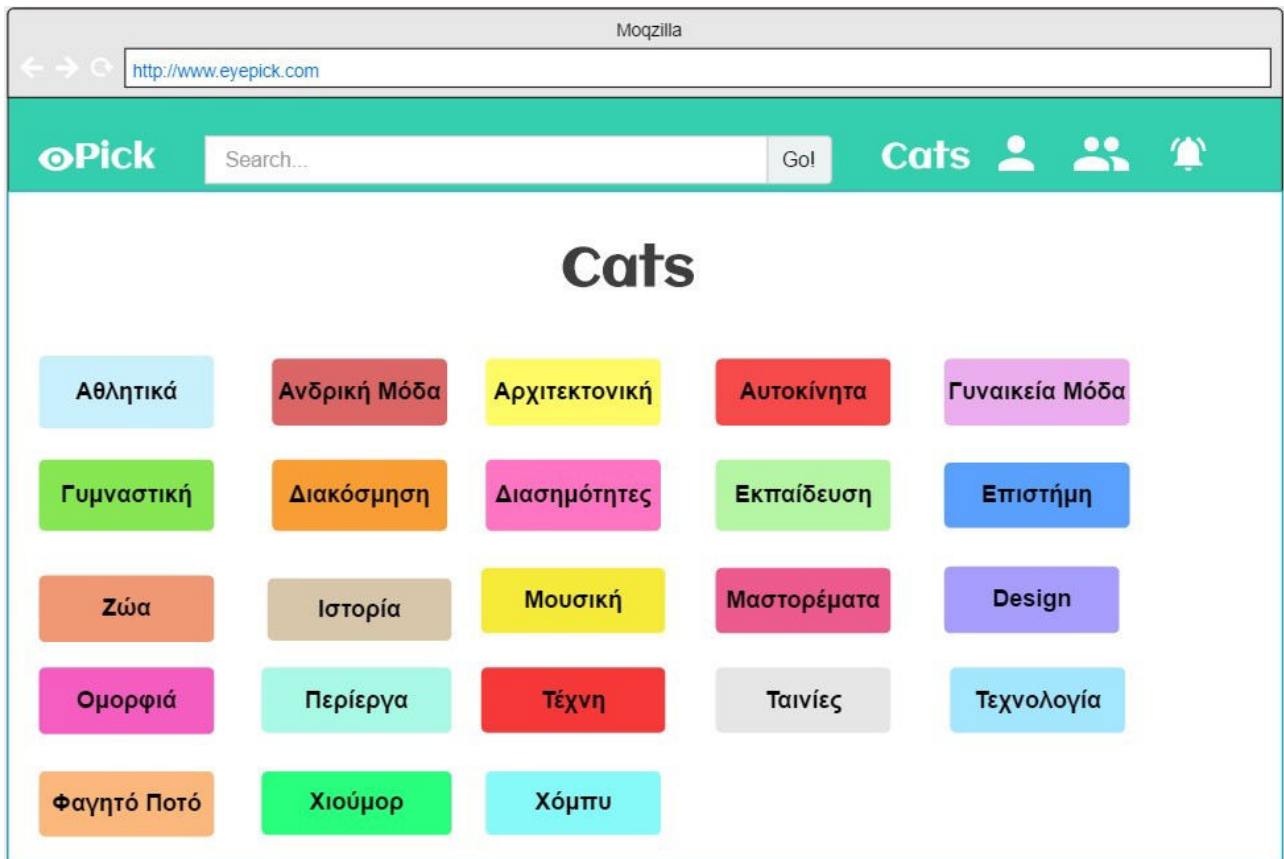 Moqzilla
http://www.eyepick.com
Pick
Search...
Go!
Cats
Cats
Αθλητικά
Ανδρική Μόδα
Αρχιτεκτονική
Αυτοκίνητα
Γυναικεία Μόδα
Γυμναστική
Διακόσμηση
Διασημότητες
Εκπαίδευση
Επιστήμη
Ζώα
Ιστορία
Μουσική
Μαστορέματα
Design
Ομορφιά
Περίεργα
Τέχνη
Ταινίες
Τεχνολογία
Φαγητό Ποτό
Χιούμορ
Χόμπυ